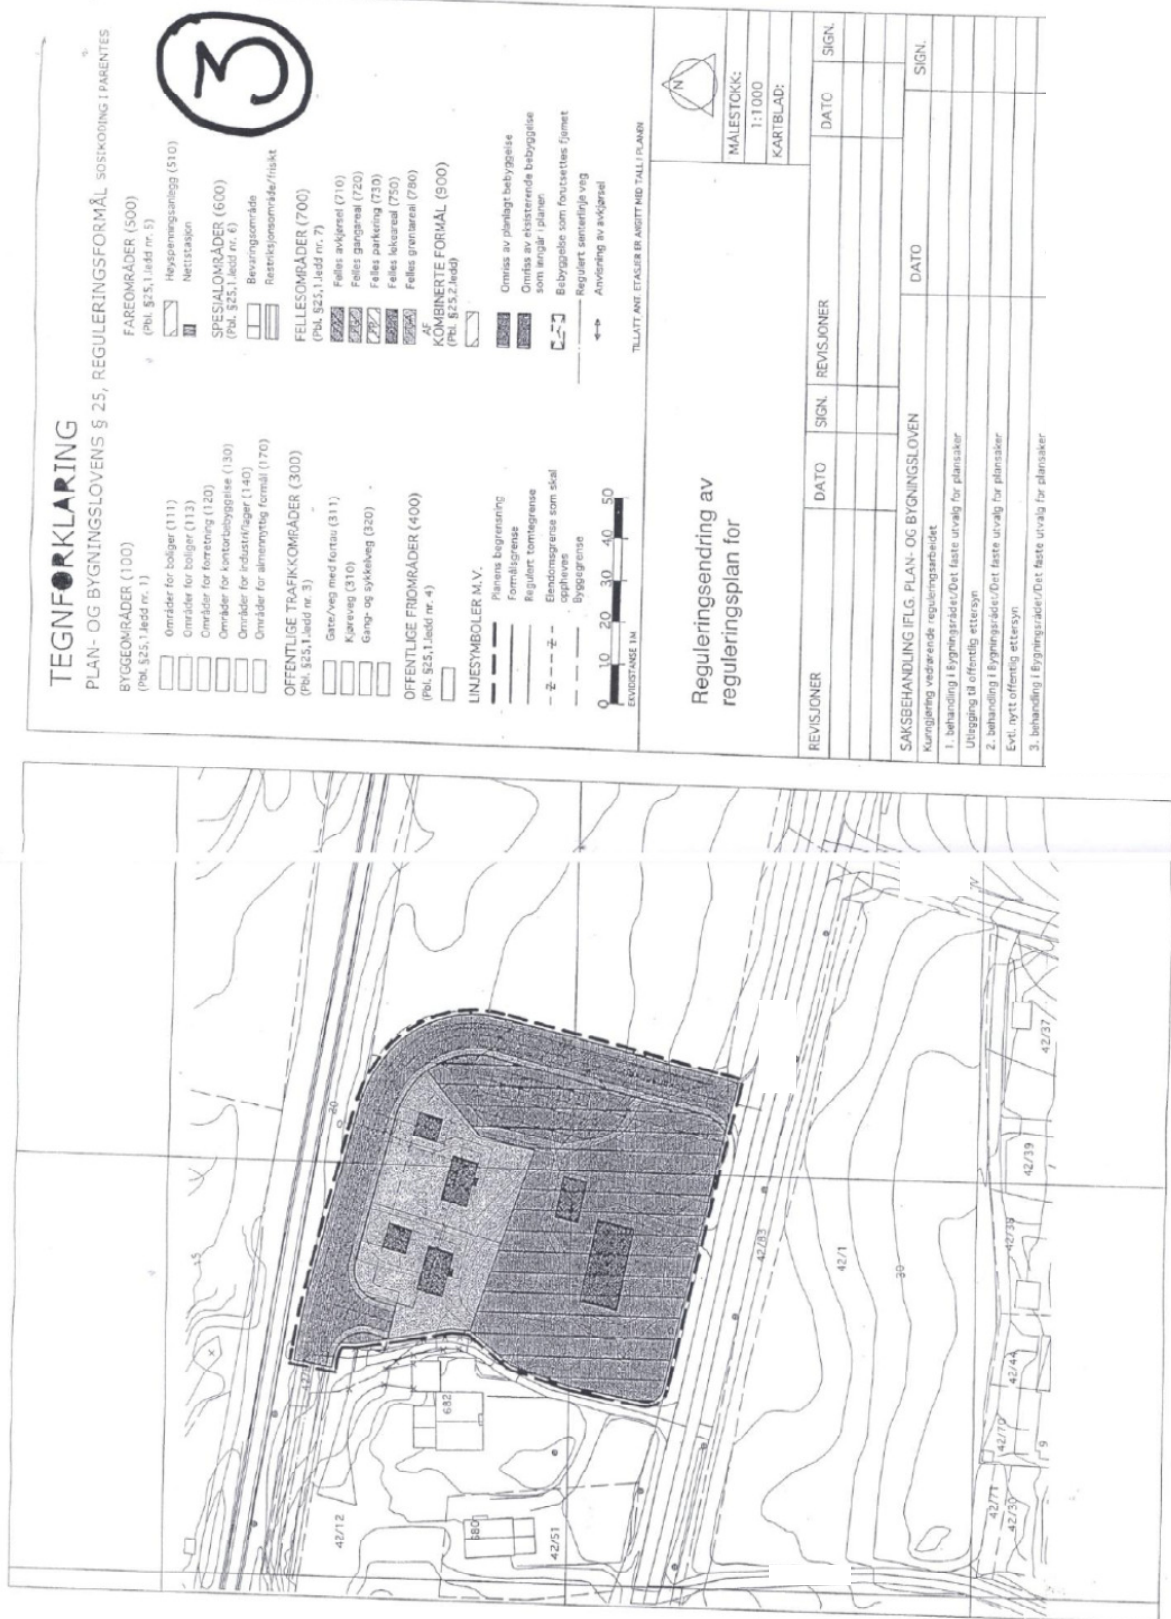 3
TEGNFORKLARING
PLAN- OG BYGNINGSLOVENS § 25, REGULERINGSFORMÅL SOSIKODING I PARENTES
BYGGEOMRÅDER (100)
(Pbl. §25,1.ledd nr. 1)
Områder for boliger (111)
Områder for boliger (113)
Områder for forretning (120)
Områder for kontorbebyggelse (130)
Områder for industri/lager (140)
Områder for almennyttig formål (170)
OFFENTLIGE TRAFIKKOMRÅDER (300)
(Pbl. §25,1.ledd nr. 3)
Gate/veg med fortau (311)
Kjøreveg (310)
Gang- og sykkelveg (320)
OFFENTLIGE FRIOMRÅDER (400)
(Pbl. §25,1.ledd nr. 4)
LINJESYMBOLER M.V.
Planens begrensning
Formålsgrense
Regulert tomtegrense
Eiendomsgrense som skal
oppheves
Byggegrense
0 10 20 30 40 50
EKVIDISTANSE 1M
FAREOMRÅDER (500)
(Pbl. §25,1.ledd nr. 5)
Høyspenningsanlegg (510)
Nettstasjon
SPESIALOMRÅDER (600)
(Pbl. §25,1.ledd nr. 6)
Bevaringsområde
Restriksjonsområde/friskt
FELLESOMRÅDER (700)
(Pbl. §25,1.ledd nr. 7)
Felles avkjørsel (710)
Felles gangareal (720)
Felles parkering (730)
Felles lekeareal (750)
Felles grøntareal (780)
AF
KOMBINERTE FORMÅL (900)
(Pbl. §25,2.ledd)
Omriss av planlagt bebyggelse
Omriss av eksisterende bebyggelse
som inngår i planen
Bebyggelse som forutsettes fjernet
Regulert senterlinje veg
Anvisning av avkjørsel
TILLATT ANT. ETASJER ER ANGITT MED TALL I PLANEN
Reguleringsendring av
reguleringsplan for
N
MÅLESTOKK:
1:1000
KARTBLAD:
REVISJONER DATO SIGN. REVISJONER DATO SIGN.
SAKSBEHANDLING IFLG. PLAN- OG BYGNINGSLOVEN DATO SIGN.
Kunngjøring vedrørende reguleringsarbeidet
1. behandling i Bygningsrådet/Det faste utvalg for plansaker
Utlegging til offentlig ettersyn
2. behandling i Bygningsrådet/Det faste utvalg for plansaker
Evtl. nytt offentlig ettersyn
3. behandling i Bygningsrådet/Det faste utvalg for plansaker
42/12
680
42/51
682
42/83
42/1
30
42/71
42/30
42/70
9
42/44
42/38
42/39
42/37